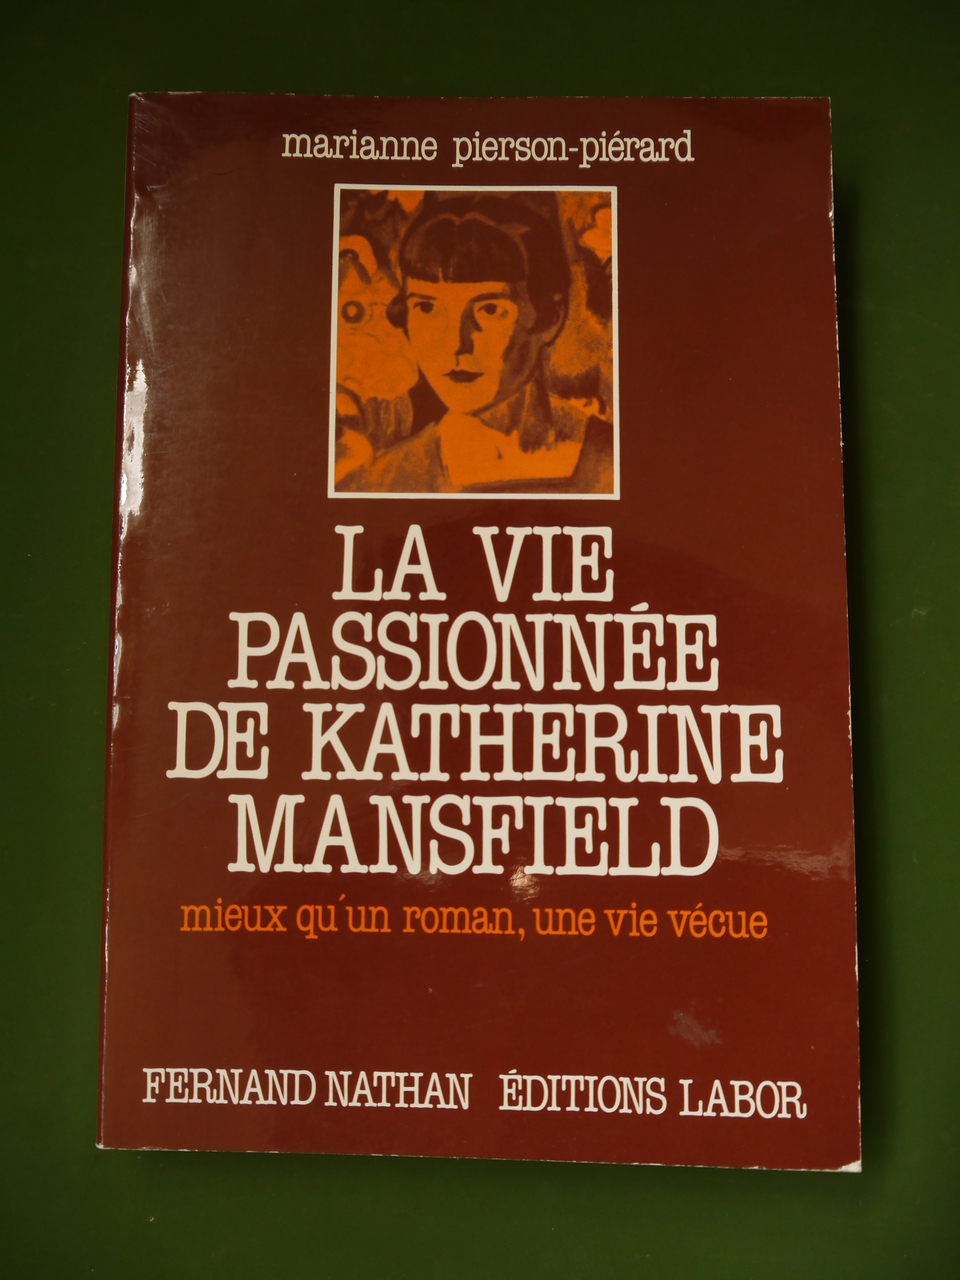 marianne pierson-piérard
LA VIE
PASSIONNÉE
DE KATHERINE
MANSFIELD
mieux qu'un roman, une vie vécue
FERNAND NATHAN ÉDITIONS LABOR